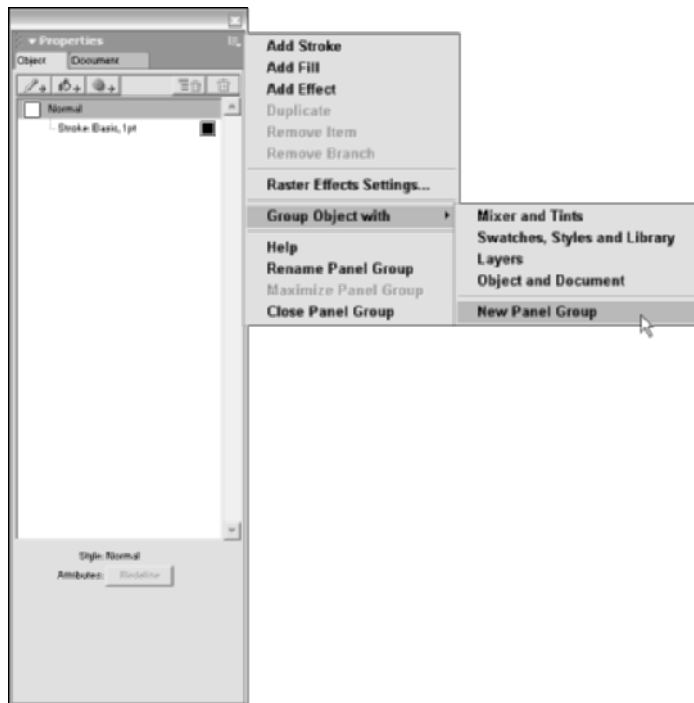 Properties
Object Document
Normal
Stroke: Basic, 1pt
Style: Normal
Attributes: Redefine
Add Stroke
Add Fill
Add Effect
Duplicate
Remove Item
Remove Branch
Raster Effects Settings...
Group Object with
Help
Rename Panel Group
Maximize Panel Group
Close Panel Group
Mixer and Tints
Swatches, Styles and Library
Layers
Object and Document
New Panel Group